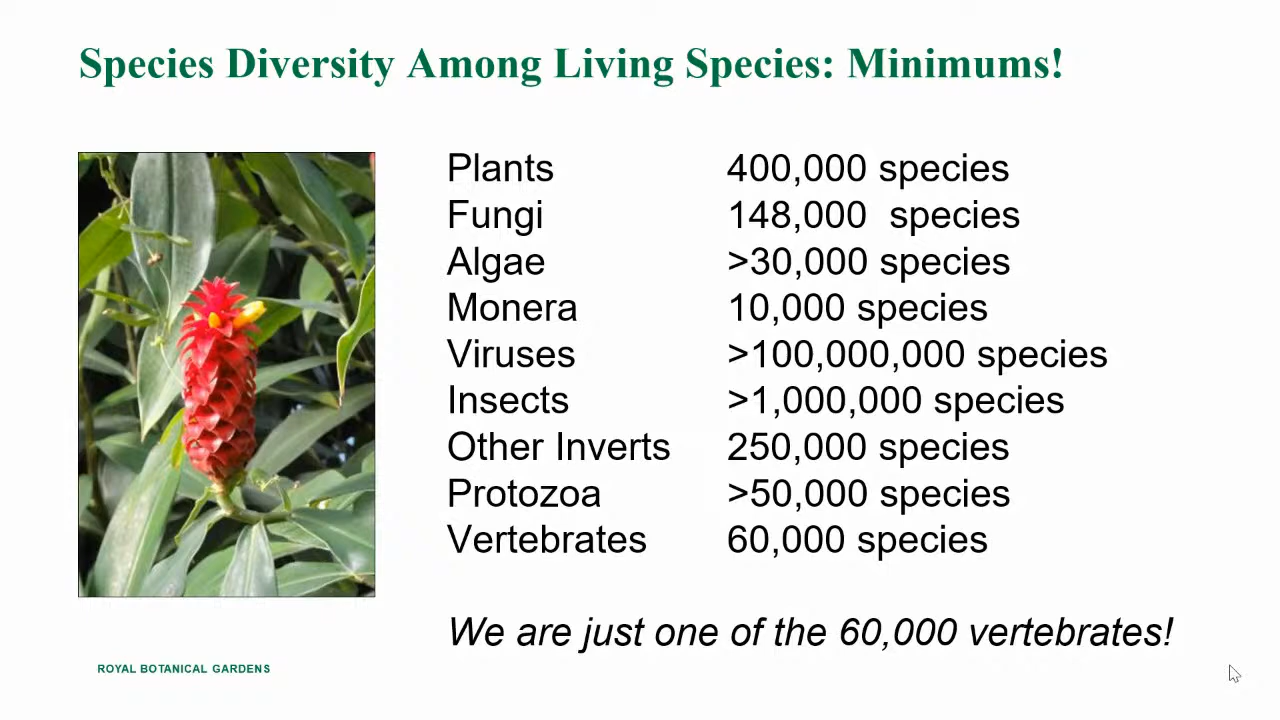 Species Diversity Among Living Species: Minimums!
Plants 400,000 species
Fungi 148,000 species
Algae >30,000 species
Monera 10,000 species
Viruses >100,000,000 species
Insects >1,000,000 species
Other Inverts 250,000 species
Protozoa >50,000 species
Vertebrates 60,000 species
We are just one of the 60,000 vertebrates!
ROYAL BOTANICAL GARDENS